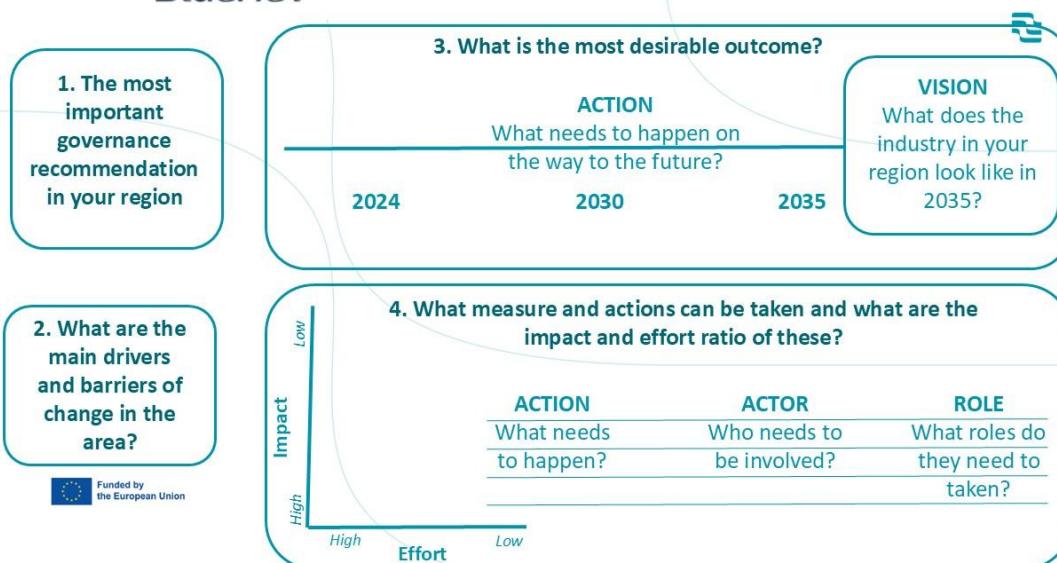 1. The most
important
governance
recommendation
in your region
2. What are the
main drivers
and barriers of
change in the
area?
Funded by
the European Union
3. What is the most desirable outcome?
ACTION
What needs to happen on
the way to the future?
2024
2030
2035
VISION
What does the
industry in your
region look like in
2035?
4. What measure and actions can be taken and what are the
impact and effort ratio of these?
Low
Impact
High
High
Effort
Low
ACTION
What needs
to happen?
ACTOR
Who needs to
be involved?
ROLE
What roles do
they need to
taken?